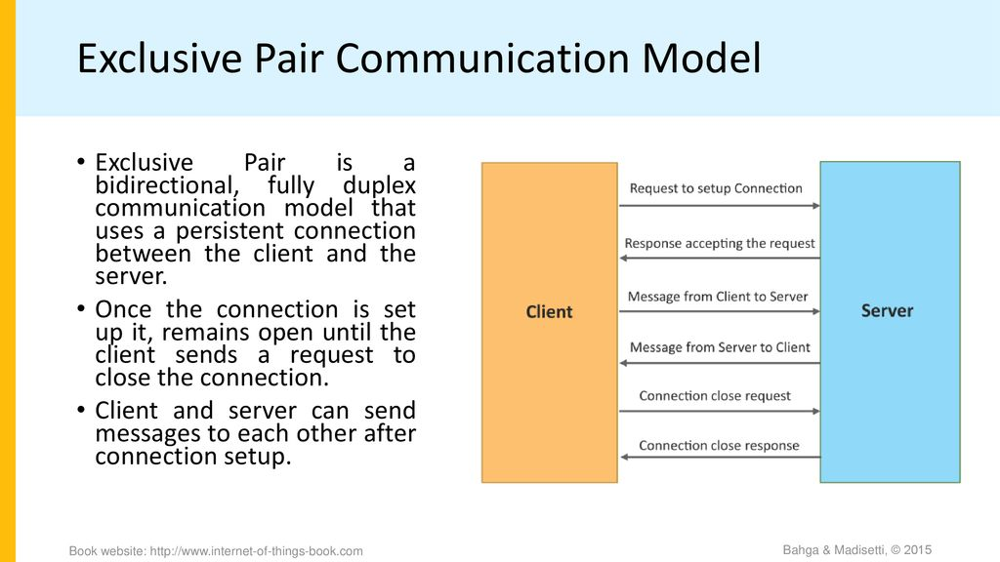 Exclusive Pair Communication Model
• Exclusive Pair is a
bidirectional, fully duplex
communication model that
uses a persistent connection
between the client and the
server.
• Once the connection is set
up it, remains open until the
client sends a request to
close the connection.
• Client and server can send
messages to each other after
connection setup.
Client
Request to setup Connection
Response accepting the request
Message from Client to Server
Message from Server to Client
Connection close request
Connection close response
Server
Book website: http://www.internet-of-things-book.com
Bahga & Madisetti, © 2015